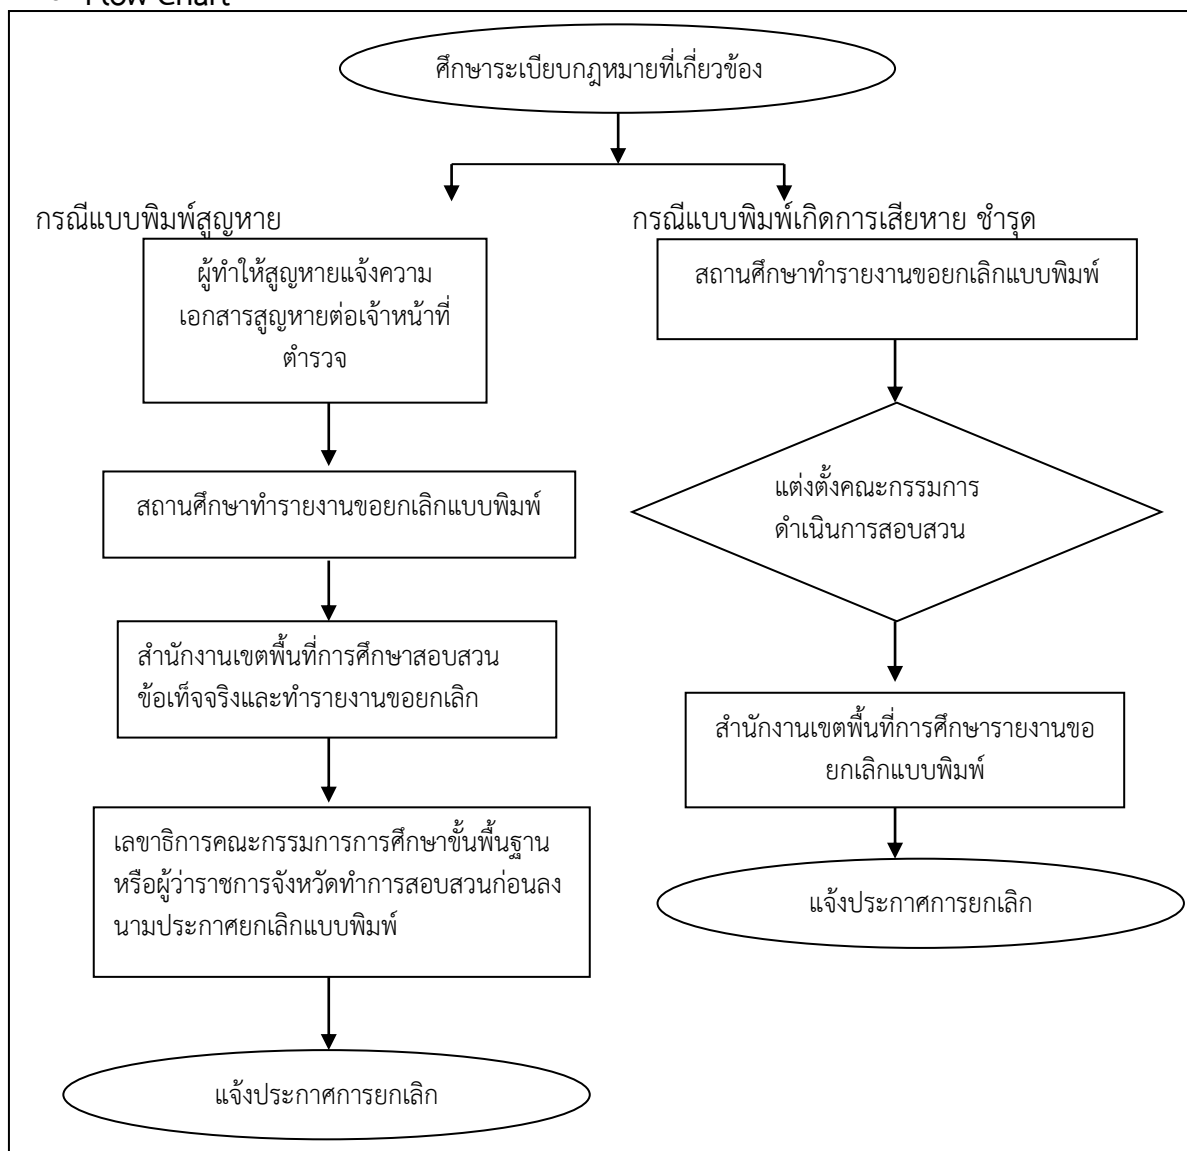 Flow Chart
ศึกษาระเบียบกฎหมายที่เกี่ยวข้อง
กรณีแบบพิมพ์สูญหาย
ผู้ทำให้สูญหายแจ้งความ
เอกสารสูญหายต่อเจ้าหน้าที่
ตำรวจ
สถานศึกษาทำรายงานขอยกเลิกแบบพิมพ์
สำนักงานเขตพื้นที่การศึกษาสอบสวน
ข้อเท็จจริงและทำรายงานขอยกเลิก
เลขาธิการคณะกรรมการการศึกษาขั้นพื้นฐาน
หรือผู้ว่าราชการจังหวัดทำการสอบสวนก่อนลง
นามประกาศยกเลิกแบบพิมพ์
แจ้งประกาศการยกเลิก
กรณีแบบพิมพ์เกิดการเสียหาย ชำรุด
สถานศึกษาทำรายงานขอยกเลิกแบบพิมพ์
แต่งตั้งคณะกรรมการ
ดำเนินการสอบสวน
สำนักงานเขตพื้นที่การศึกษารายงานขอ
ยกเลิกแบบพิมพ์
แจ้งประกาศการยกเลิก